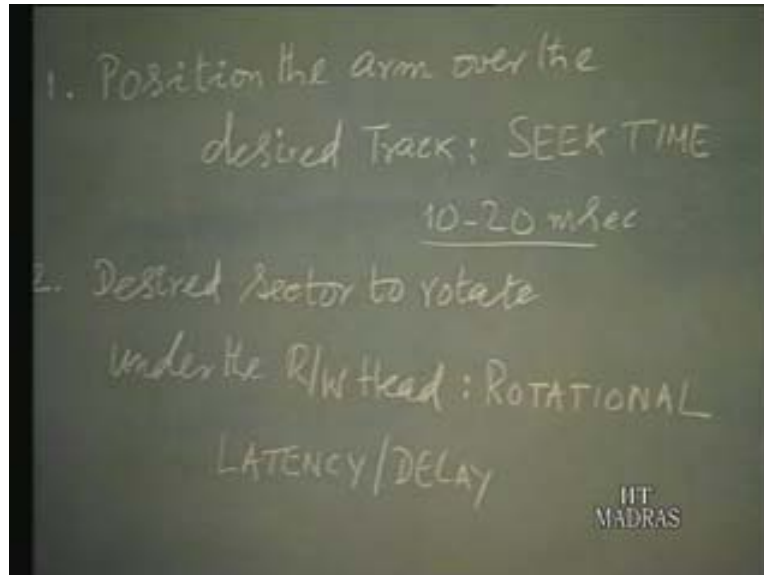 1. Position the arm over the
desired Track: SEEK TIME
10-20 msec
2. Desired sector to rotate
under the R/W Head: ROTATIONAL
LATENCY/DELAY
IIT
MADRAS